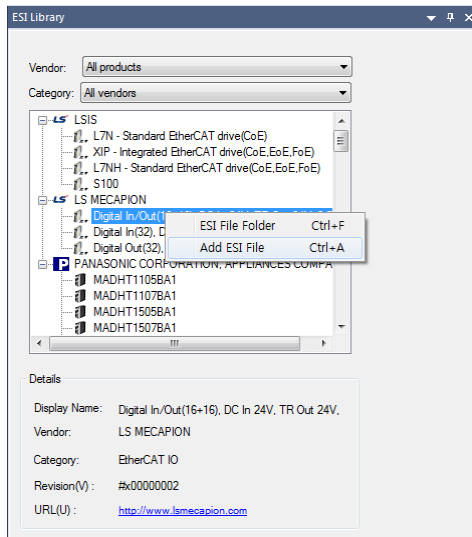 ESI Library
Vendor: All products
Category: All vendors
LS LSIS
L7N - Standard EtherCAT drive(CoE)
XIP - Integrated EtherCAT drive(CoE,EoE,FoE)
L7NH - Standard EtherCAT drive(CoE,EoE,FoE)
S100
LS LS MECAPION
Digital In/Out(
Digital In(32), D
Digital Out(32),
ESI File Folder Ctrl+F
Add ESI File Ctrl+A
P PANASONIC CORPORATION, APPLIANCES COMPA
MADHT1105BA1
MADHT1107BA1
MADHT1505BA1
MADHT1507BA1
Details
Display Name: Digital In/Out(16+16), DC In 24V, TR Out 24V,
Vendor: LS MECAPION
Category: EtherCAT IO
Revision(V) : #x00000002
URL(U) : http://www.lsmecapion.com